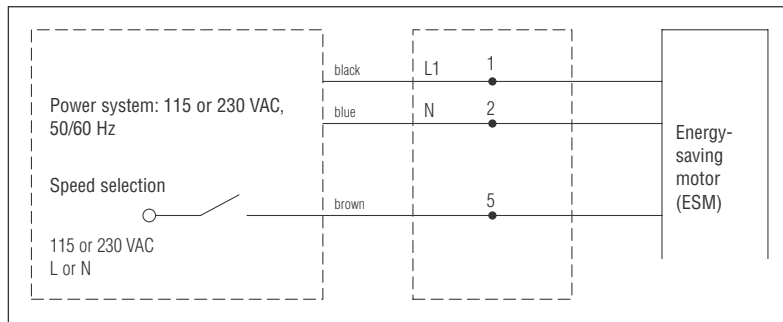 black
L1
1
Power system: 115 or 230 VAC,
50/60 Hz
blue
N
2
Energy-
saving
motor
(ESM)
Speed selection
brown
5
115 or 230 VAC
L or N